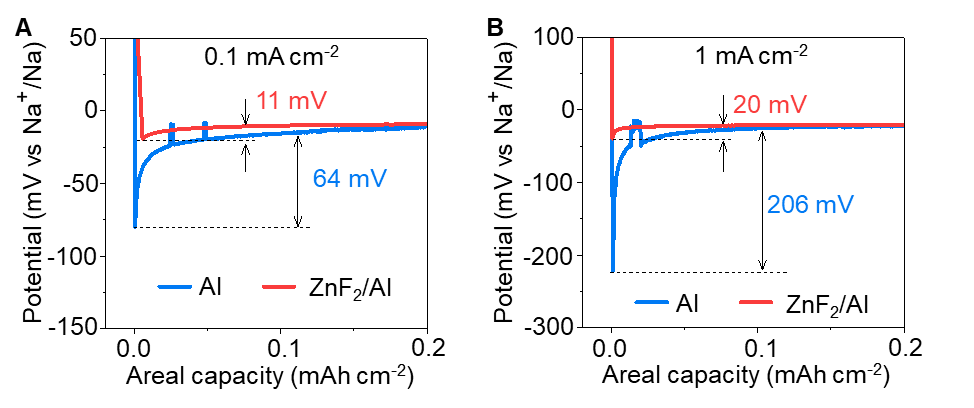 A
B
Potential (mV vs Na⁺/Na)
50
0
-50
-100
-150
0.1 mA cm⁻²
11 mV
64 mV
Al
ZnF₂/Al
0.0
0.1
0.2
Areal capacity (mAh cm⁻²)
Potential (mV vs Na⁺/Na)
100
0
-100
-200
-300
1 mA cm⁻²
20 mV
206 mV
Al
ZnF₂/Al
0.0
0.1
0.2
Areal capacity (mAh cm⁻²)